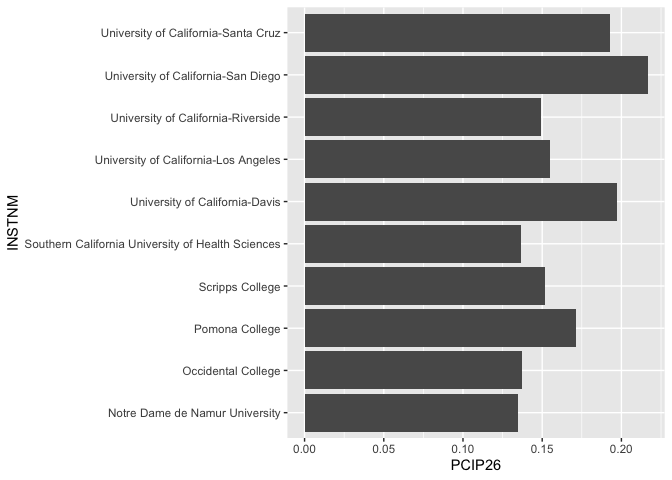 University of California-Santa Cruz
University of California-San Diego
University of California-Riverside
University of California-Los Angeles
University of California-Davis
Southern California University of Health Sciences
Scripps College
Pomona College
Occidental College
Notre Dame de Namur University
INSTNM
0.00 0.05 0.10 0.15 0.20
PCIP26